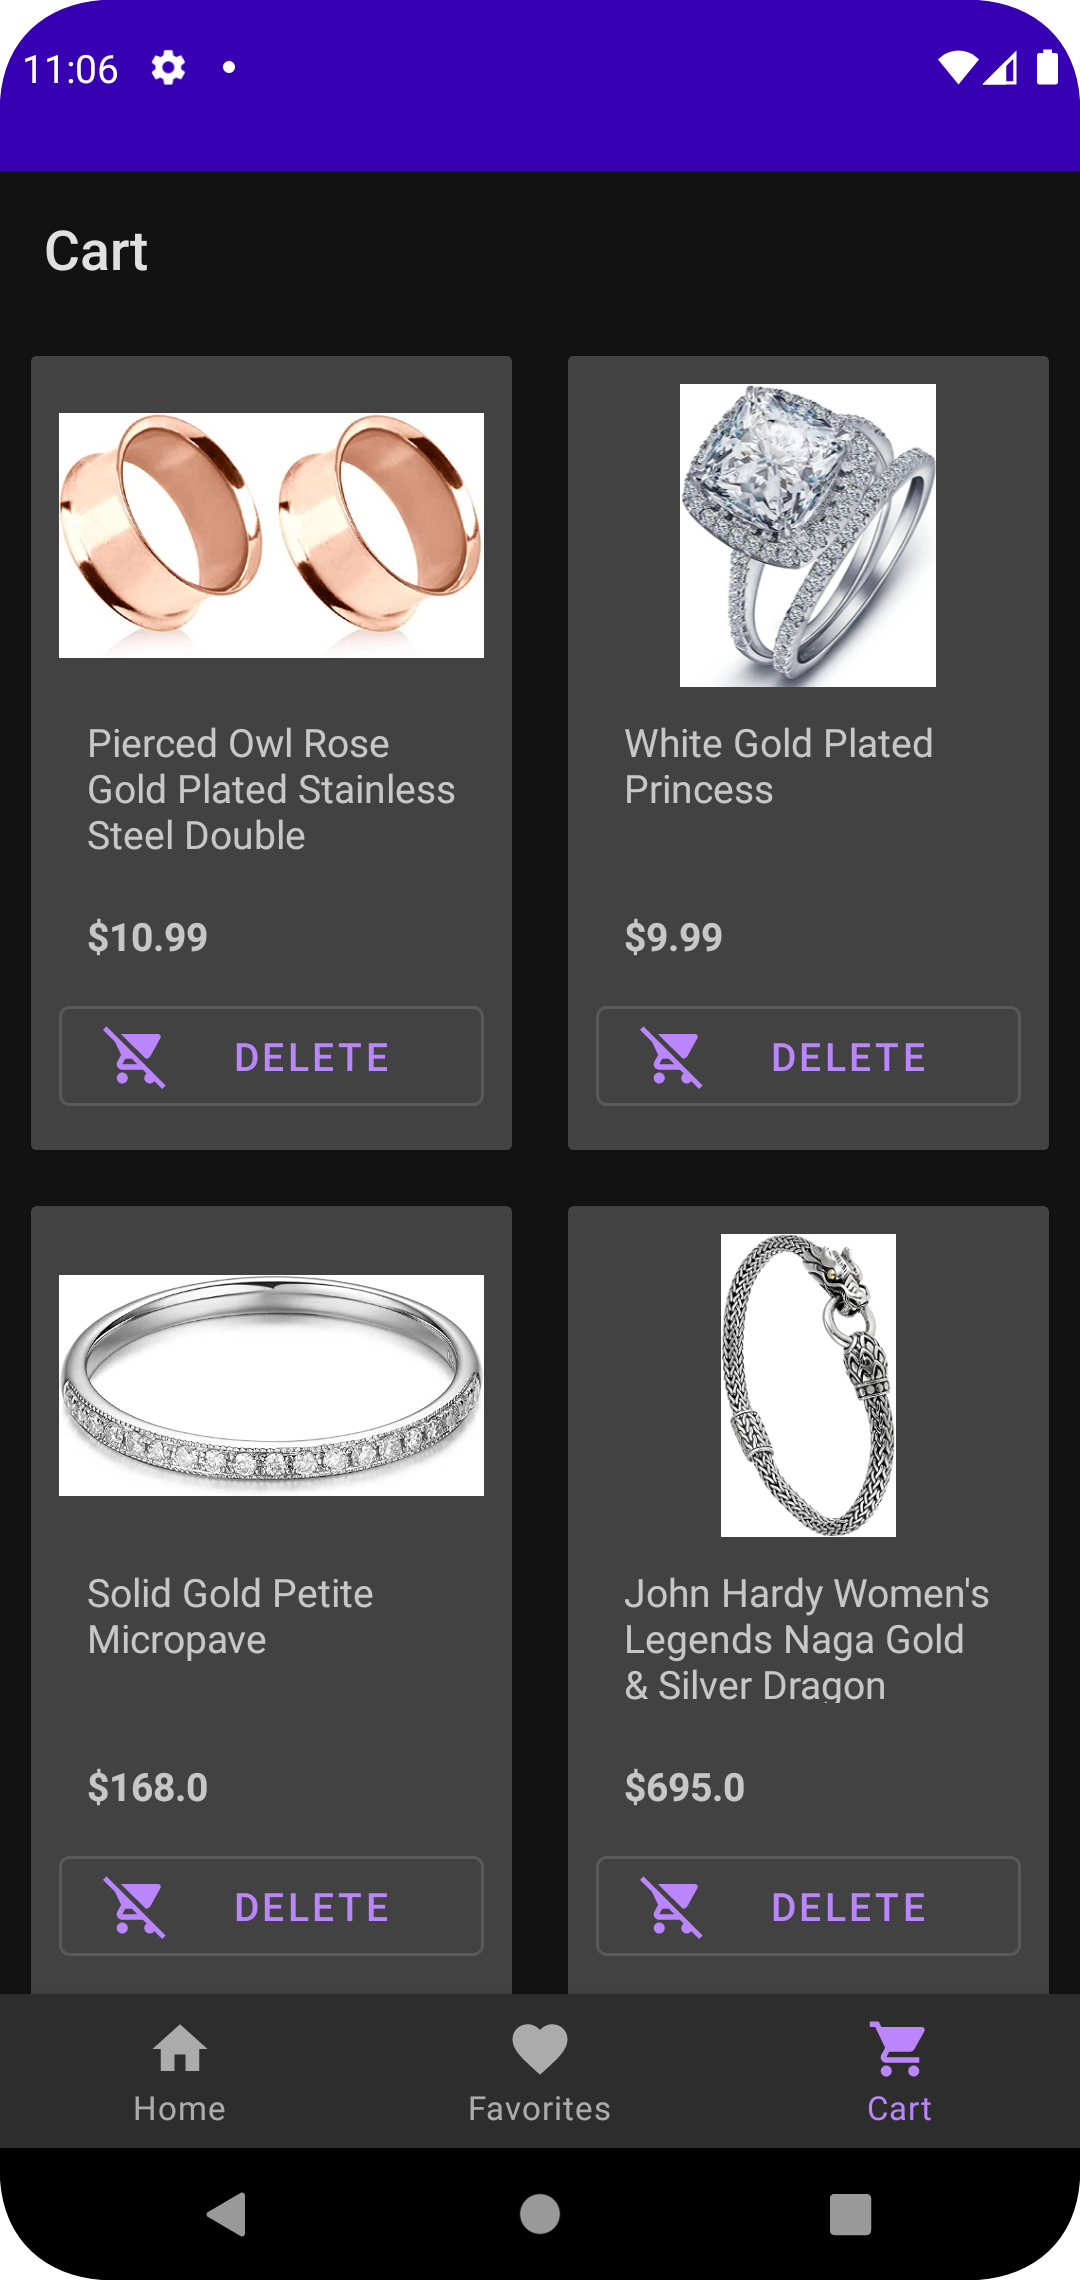 11:06
Cart
Pierced Owl Rose
Gold Plated Stainless
Steel Double
$10.99
DELETE
White Gold Plated
Princess
$9.99
DELETE
Solid Gold Petite
Micropave
$168.0
DELETE
John Hardy Women's
Legends Naga Gold
& Silver Dragon
$695.0
DELETE
Home
Favorites
Cart